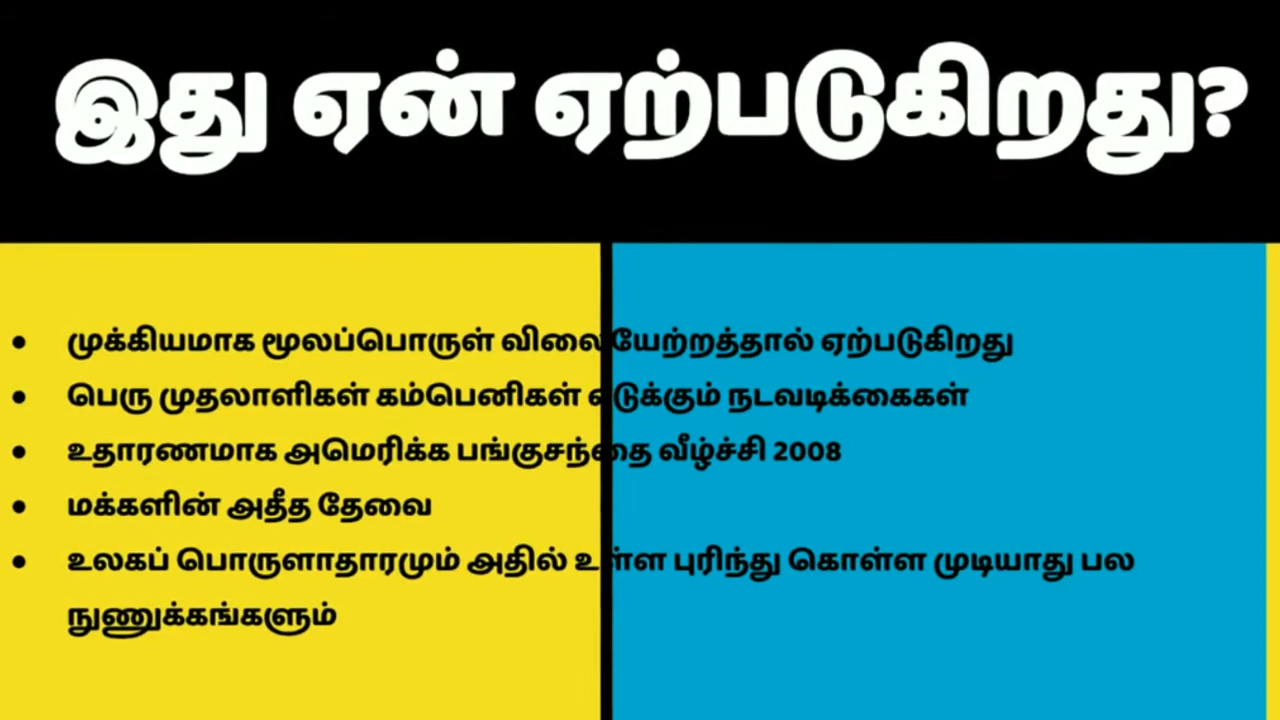 இது ஏன் ஏற்படுகிறது?
• முக்கியமாக மூலப்பொருள் விலையேற்றத்தால் ஏற்படுகிறது
• பெரு முதலாளிகள் கம்பெனிகள் எடுக்கும் நடவடிக்கைகள்
• உதாரணமாக அமெரிக்க பங்குசந்தை வீழ்ச்சி 2008
• மக்களின் அதீத தேவை
• உலகப் பொருளாதாரமும் அதில் உள்ள புரிந்து கொள்ள முடியாது பல
நுணுக்கங்களும்